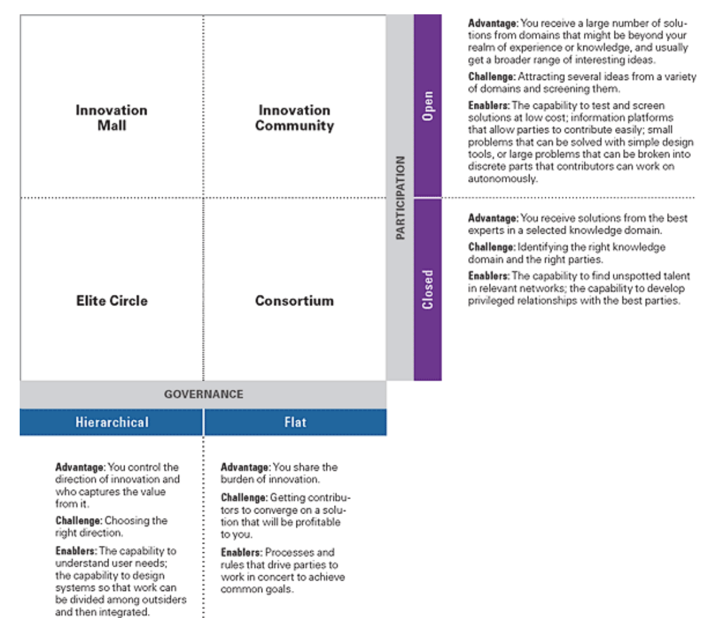 Innovation
Mall
Innovation
Community
Elite Circle
Consortium
PARTICIPATION
Open
Closed
Advantage: You receive a large number of solu-
tions from domains that might be beyond your
realm of experience or knowledge, and usually
get a broader range of interesting ideas.
Challenge: Attracting several ideas from a variety
of domains and screening them.
Enablers: The capability to test and screen
solutions at low cost; information platforms
that allow parties to contribute easily; small
problems that can be solved with simple design
tools, or large problems that can be broken into
discrete parts that contributors can work on
autonomously.
Advantage: You receive solutions from the best
experts in a selected knowledge domain.
Challenge: Identifying the right knowledge
domain and the right parties.
Enablers: The capability to find unspotted talent
in relevant networks; the capability to develop
privileged relationships with the best parties.
GOVERNANCE
Hierarchical
Flat
Advantage: You control the
direction of innovation and
who captures the value
from it.
Challenge: Choosing the
right direction.
Enablers: The capability to
understand user needs;
the capability to design
systems so that work can
be divided among outsiders
and then integrated.
Advantage: You share the
burden of innovation.
Challenge: Getting contribu-
tors to converge on a solu-
tion that will be profitable
to you.
Enablers: Processes and
rules that drive parties to
work in concert to achieve
common goals.